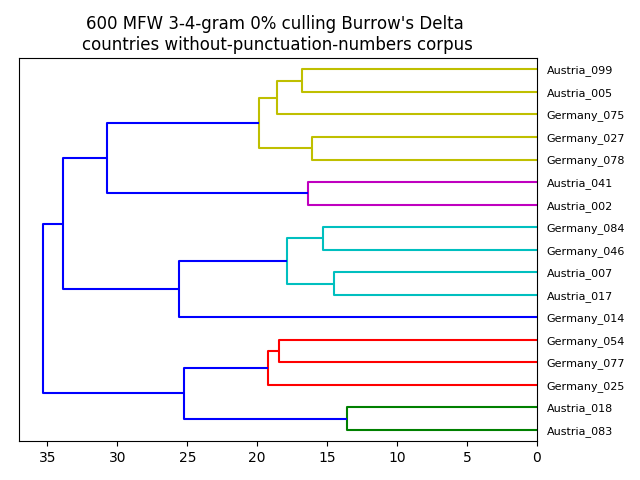 600 MFW 3-4-gram 0% culling Burrow's Delta
countries without-punctuation-numbers corpus
Austria_099
Austria_005
Germany_075
Germany_027
Germany_078
Austria_041
Austria_002
Germany_084
Germany_046
Austria_007
Austria_017
Germany_014
Germany_054
Germany_077
Germany_025
Austria_018
Austria_083
35 30 25 20 15 10 5 0